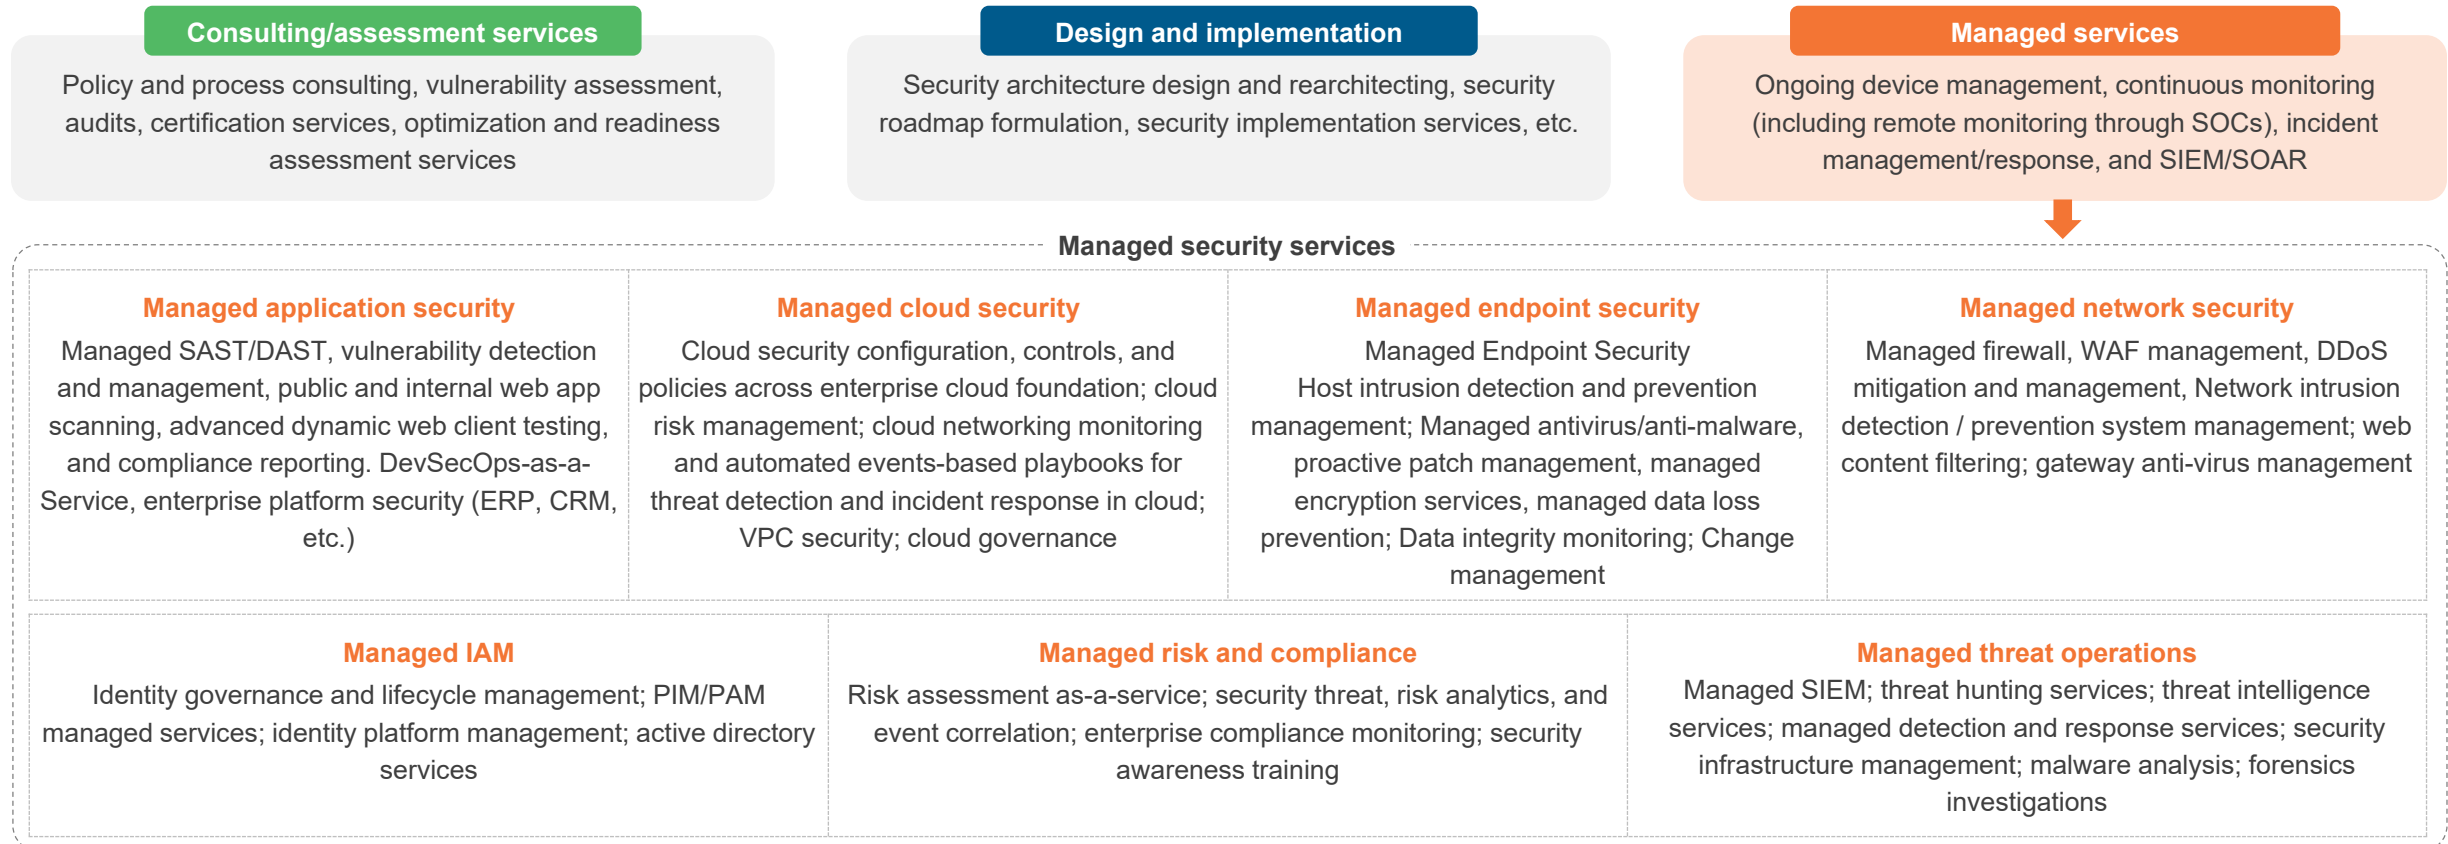 Consulting/assessment services
Policy and process consulting, vulnerability assessment,
audits, certification services, optimization and readiness
assessment services
Design and implementation
Security architecture design and rearchitecting, security
roadmap formulation, security implementation services, etc.
Managed services
Ongoing device management, continuous monitoring
(including remote monitoring through SOCs), incident
management/response, and SIEM/SOAR
Managed security services
Managed application security
Managed SAST/DAST, vulnerability detection
and management, public and internal web app
scanning, advanced dynamic web client testing,
and compliance reporting. DevSecOps-as-a-
Service, enterprise platform security (ERP, CRM,
etc.)
Managed cloud security
Cloud security configuration, controls, and
policies across enterprise cloud foundation; cloud
risk management; cloud networking monitoring
and automated events-based playbooks for
threat detection and incident response in cloud;
VPC security; cloud governance
Managed endpoint security
Managed Endpoint Security
Host intrusion detection and prevention
management; Managed antivirus/anti-malware,
proactive patch management, managed
encryption services, managed data loss
prevention; Data integrity monitoring; Change
management
Managed network security
Managed firewall, WAF management, DDoS
mitigation and management, Network intrusion
detection / prevention system management; web
content filtering; gateway anti-virus management
Managed IAM
Identity governance and lifecycle management; PIM/PAM
managed services; identity platform management; active directory
services
Managed risk and compliance
Risk assessment as-a-service; security threat, risk analytics, and
event correlation; enterprise compliance monitoring; security
awareness training
Managed threat operations
Managed SIEM; threat hunting services; threat intelligence
services; managed detection and response services; security
infrastructure management; malware analysis; forensics
investigations